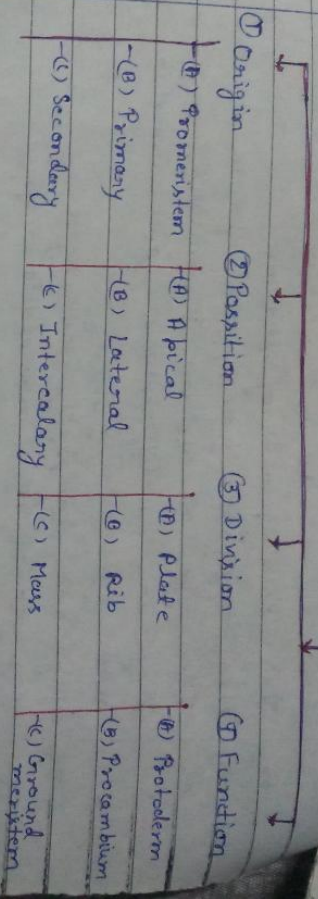 ① Origin
(A) Promeristem
(B) Primary
(C) Secondary
② Possition
(A) Apical
(B) Lateral
(C) Intercalary
③ Division
(A) Plate
(B) Rib
(C) Mass
④ Function
(A) Protoderm
(B) Procambium
(C) Ground
meristem